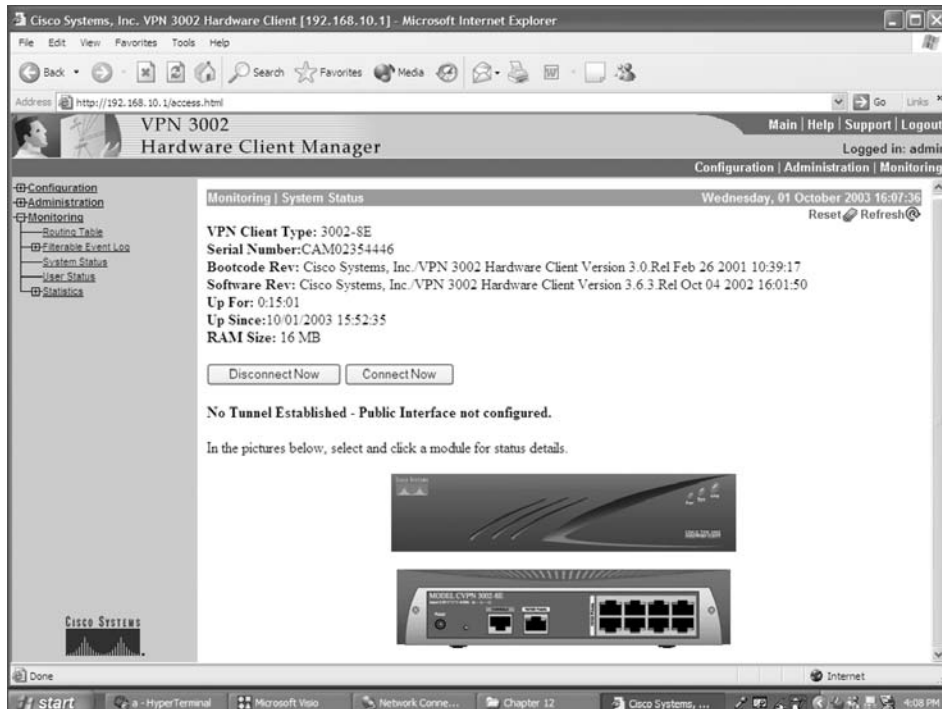 Cisco Systems, Inc. VPN 3002 Hardware Client [192.168.10.1] - Microsoft Internet Explorer
File Edit View Favorites Tools Help
Back Search Favorites Media
Address http://192.168.10.1/access.html Go Links
VPN 3002
Hardware Client Manager
Main | Help | Support | Logout
Logged in: admin
Configuration | Administration | Monitoring
Configuration
Administration
Monitoring
Routing Table
Filterable Event Log
System Status
User Status
Statistics
Monitoring | System Status Wednesday, 01 October 2003 16:07:36
Reset Refresh
VPN Client Type: 3002-8E
Serial Number:CAM02354446
Bootcode Rev: Cisco Systems, Inc./VPN 3002 Hardware Client Version 3.0.Rel Feb 26 2001 10:39:17
Software Rev: Cisco Systems, Inc./VPN 3002 Hardware Client Version 3.6.3.Rel Oct 04 2002 16:01:50
Up For: 0:15:01
Up Since:10/01/2003 15:52:35
RAM Size: 16 MB
Disconnect Now Connect Now
No Tunnel Established - Public Interface not configured.
In the pictures below, select and click a module for status details.
MODEL CVPN 3002-8E
CISCO SYSTEMS
Done Internet
start a - HyperTerminal Microsoft Visio Network Conne... Chapter 12 Cisco Systems, ... 4:08 PM